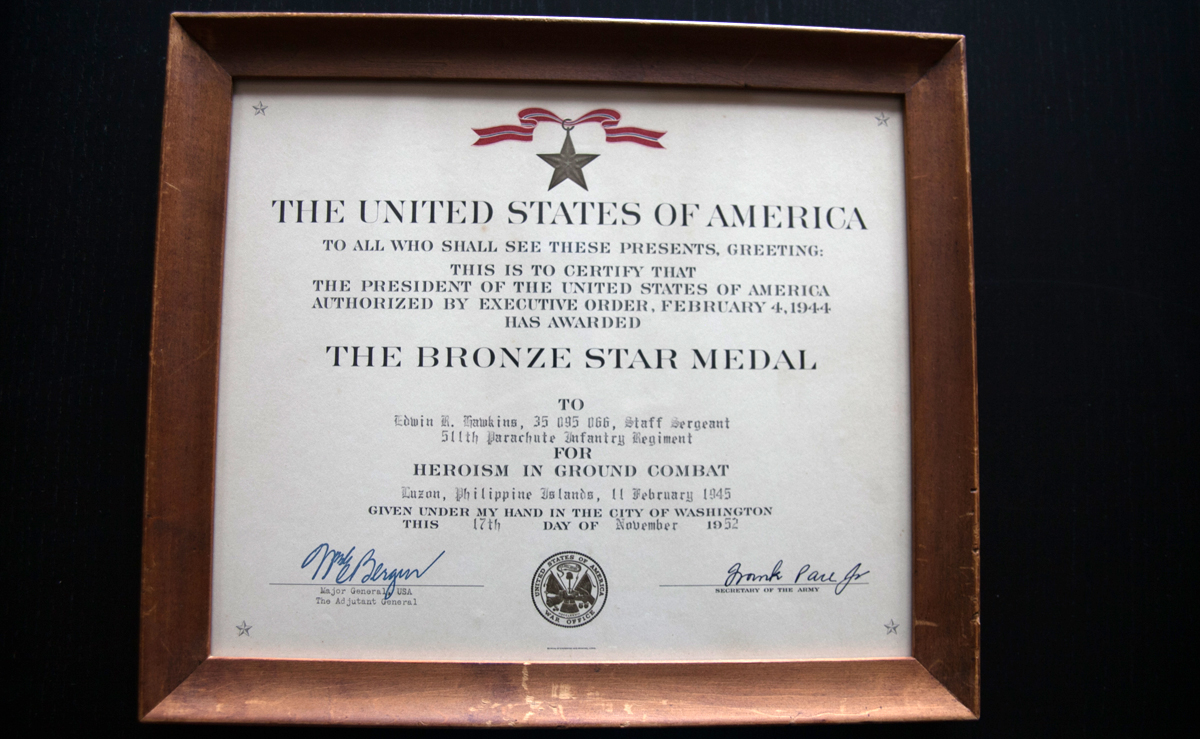 THE UNITED STATES OF AMERICA
TO ALL WHO SHALL SEE THESE PRESENTS, GREETING:
THIS IS TO CERTIFY THAT
THE PRESIDENT OF THE UNITED STATES OF AMERICA
AUTHORIZED BY EXECUTIVE ORDER, FEBRUARY 4, 1944
HAS AWARDED
THE BRONZE STAR MEDAL
TO
Edwin R. Hawkins, 35 095 066, Staff Sergeant
511th Parachute Infantry Regiment
FOR
HEROISM IN GROUND COMBAT
Luzon, Philippine Islands, 11 February 1945
GIVEN UNDER MY HAND IN THE CITY OF WASHINGTON
THIS 17th DAY OF November 1952
Wm E Bergin
Major General, USA
The Adjutant General
UNITED STATES OF AMERICA
WAR OFFICE
Frank Pace Jr
SECRETARY OF THE ARMY